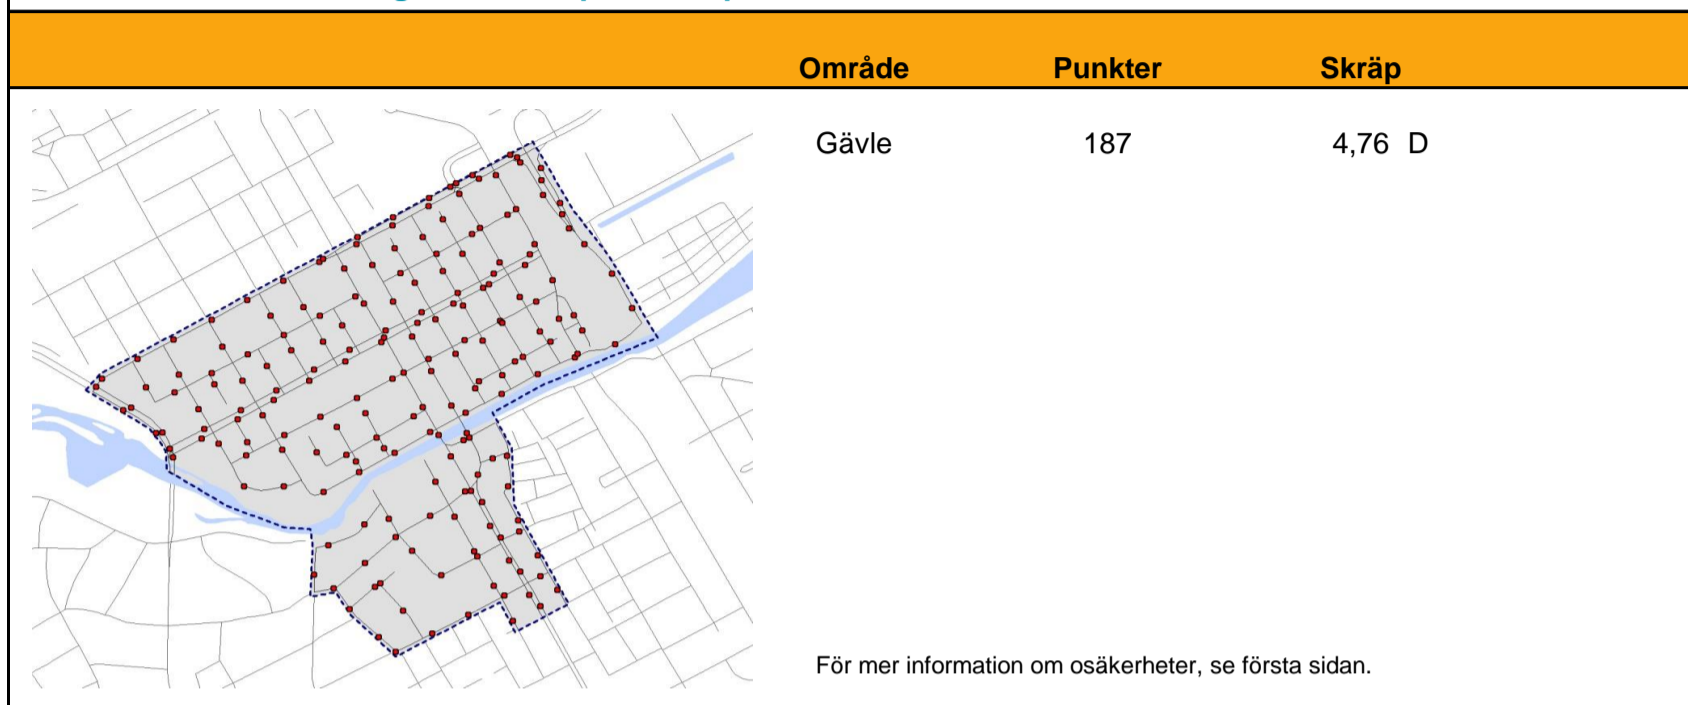 Område Punkter Skräp
Gävle 187 4,76 D
För mer information om osäkerheter, se första sidan.